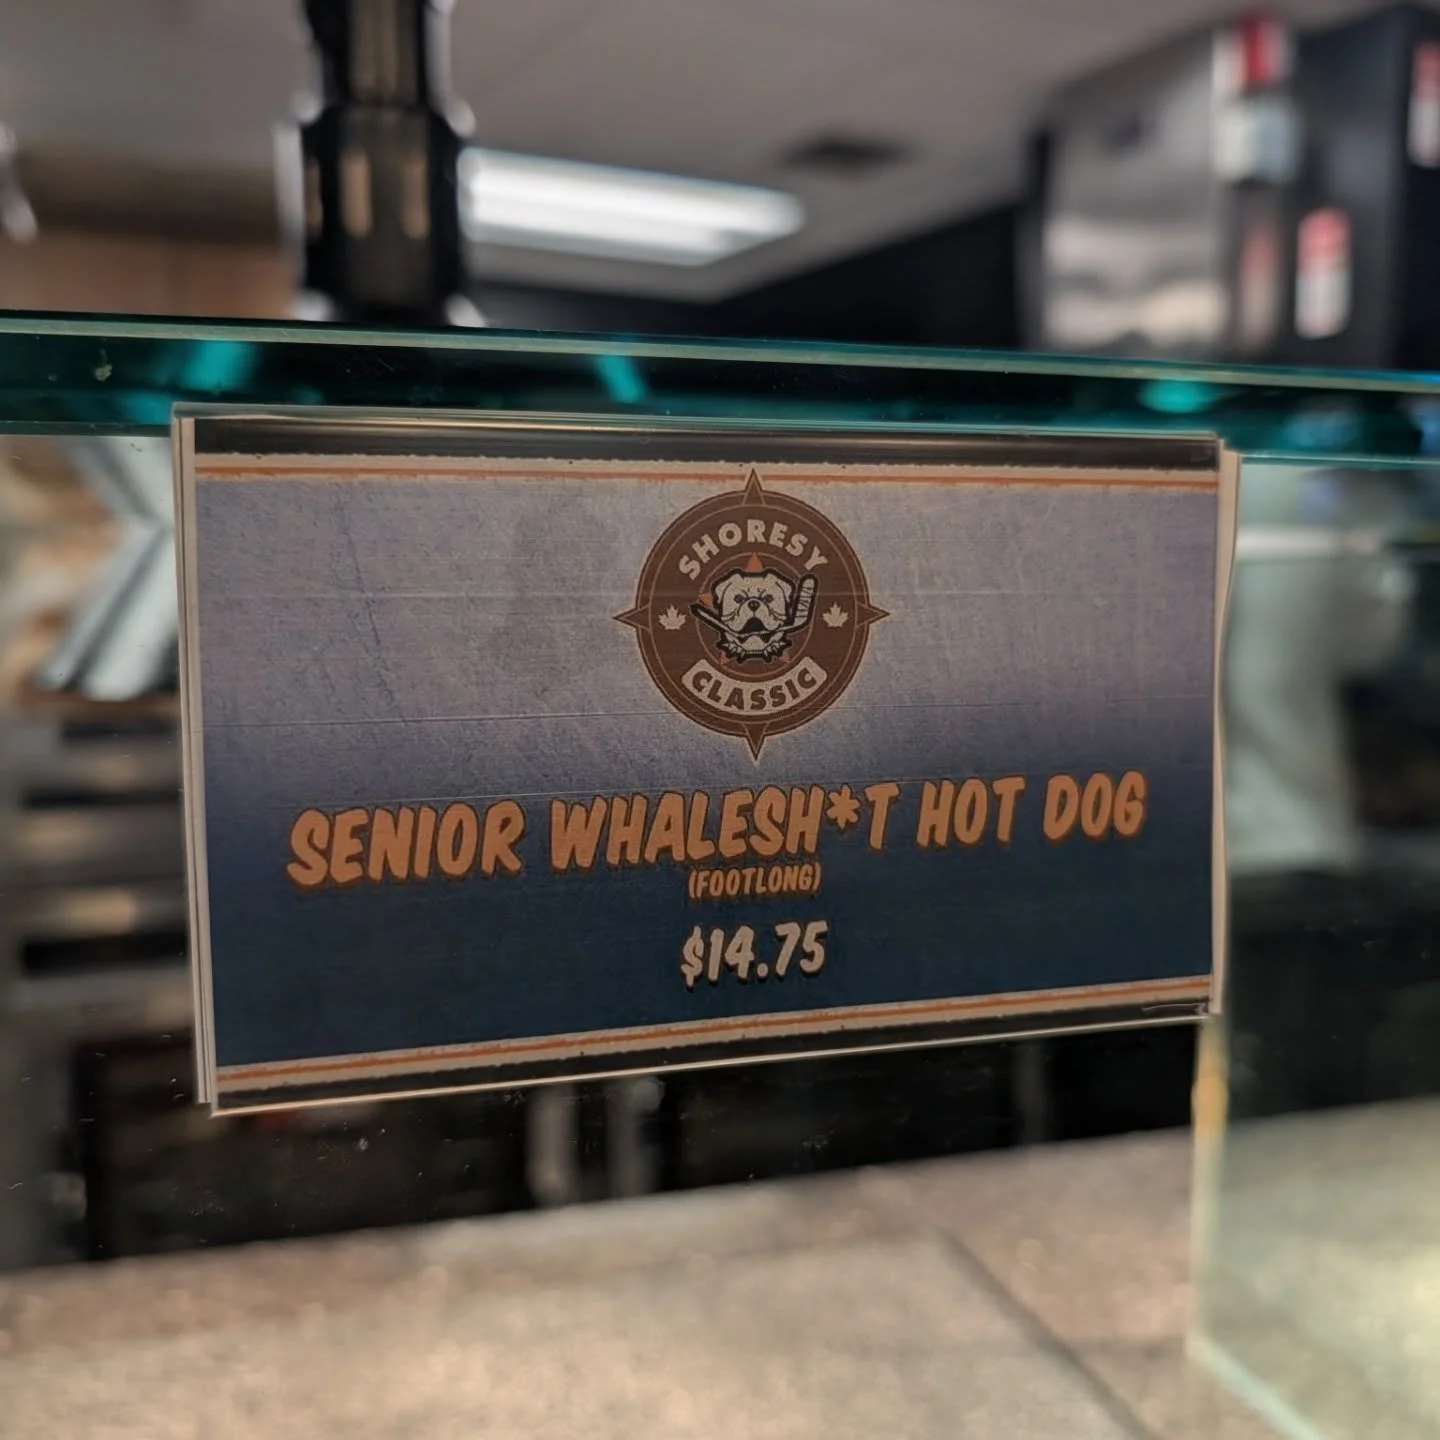 SHORESY
CLASSIC
SENIOR WHALESH*T HOT DOG
(FOOTLONG)
$14.75